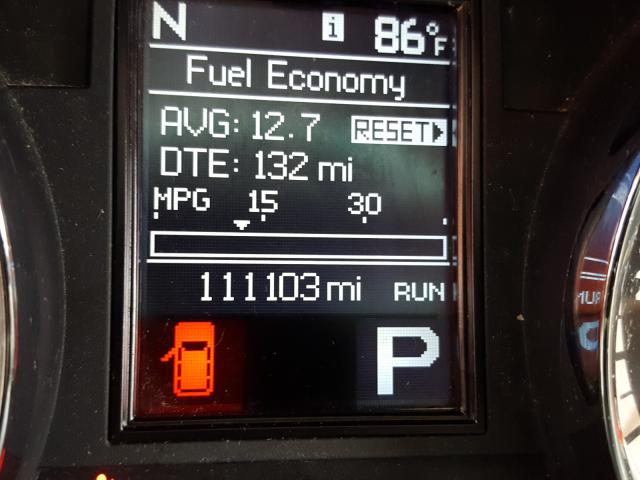 N i 86°F
Fuel Economy
AVG: 12.7 RESET
DTE: 132 mi
MPG 15 30
111103 mi RUN
P